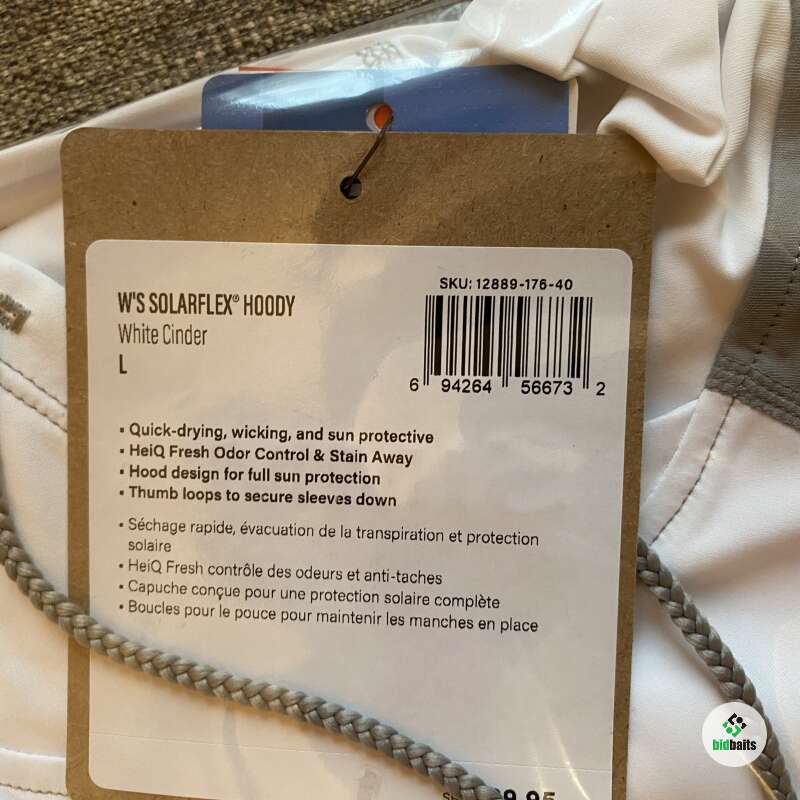 SKU: 12889-176-40
W'S SOLARFLEX® HOODY
White Cinder
L
6 94264 56673 2
▪ Quick-drying, wicking, and sun protective
▪ HeiQ Fresh Odor Control & Stain Away
▪ Hood design for full sun protection
▪ Thumb loops to secure sleeves down
▪ Séchage rapide, évacuation de la transpiration et protection
solaire
▪ HeiQ Fresh contrôle des odeurs et anti-taches
▪ Capuche conçue pour une protection solaire complète
▪ Boucles pour le pouce pour maintenir les manches en place
bidbaits